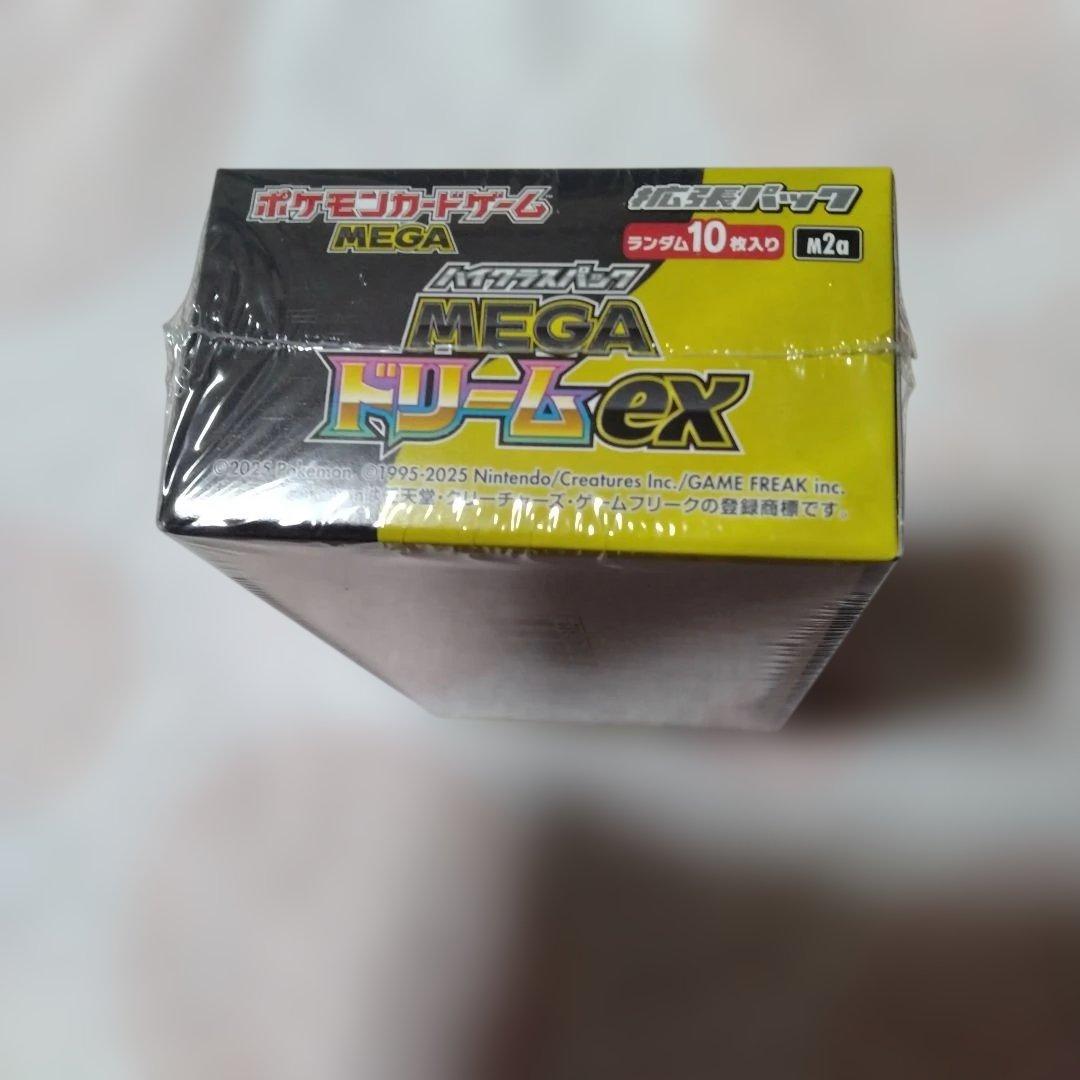 ポケモンカードゲーム
MEGA
拡張パック
ランダム10枚入り
M2a
ハイクラスパック
MEGA
ドリームex
©2025 Pokémon. ©1995-2025 Nintendo/Creatures Inc./GAME FREAK inc.
天堂・クリーチャーズ・ゲームフリークの登録商標です。